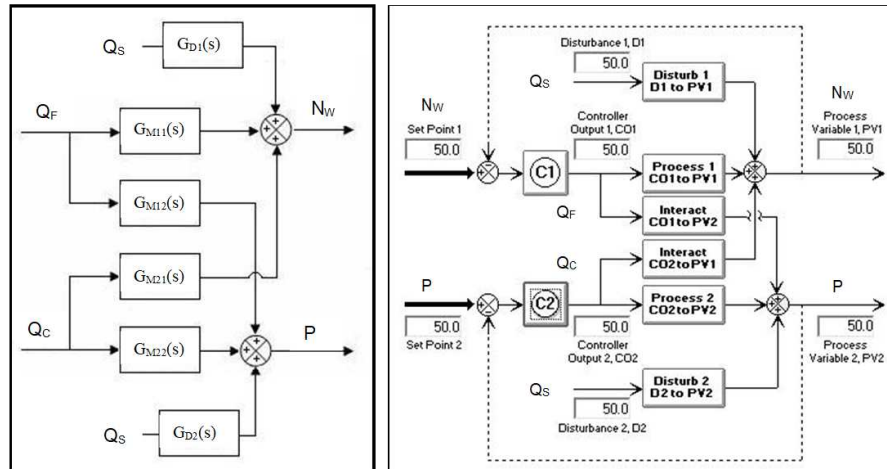 Qs
GD1(s)
QF
GM11(s)
NW
GM12(s)
GM21(s)
QC
GM22(s)
P
Qs
GD2(s)
Disturbance 1, D1
50.0
Qs
Disturb 1
D1 to PV1
NW
Set Point 1
50.0
Controller
Output 1, CO1
50.0
NW
Process
Variable 1, PV1
50.0
C1
Process 1
CO1 to PV1
QF
Interact
CO1 to PV2
QC
Interact
CO2 to PV1
P
C2
Process 2
CO2 to PV2
P
50.0
Set Point 2
50.0
Controller
Output 2, CO2
50.0
Process
Variable 2, PV2
Qs
Disturb 2
D2 to PV2
50.0
Disturbance 2, D2